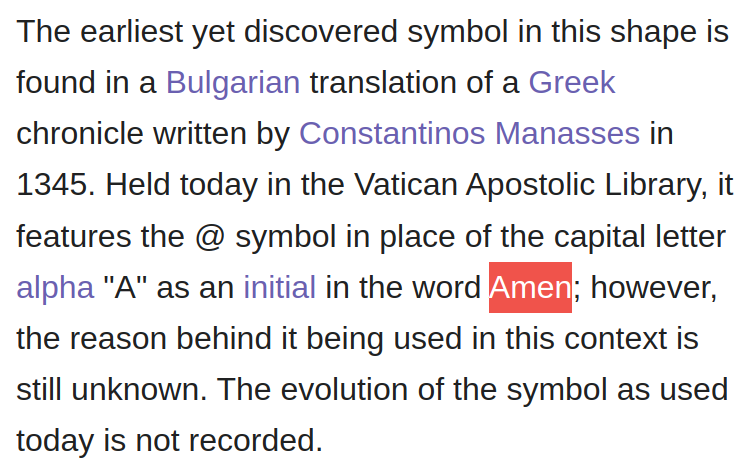 The earliest yet discovered symbol in this shape is
found in a Bulgarian translation of a Greek
chronicle written by Constantinos Manasses in
1345. Held today in the Vatican Apostolic Library, it
features the @ symbol in place of the capital letter
alpha "A" as an initial in the word Amen; however,
the reason behind it being used in this context is
still unknown. The evolution of the symbol as used
today is not recorded.